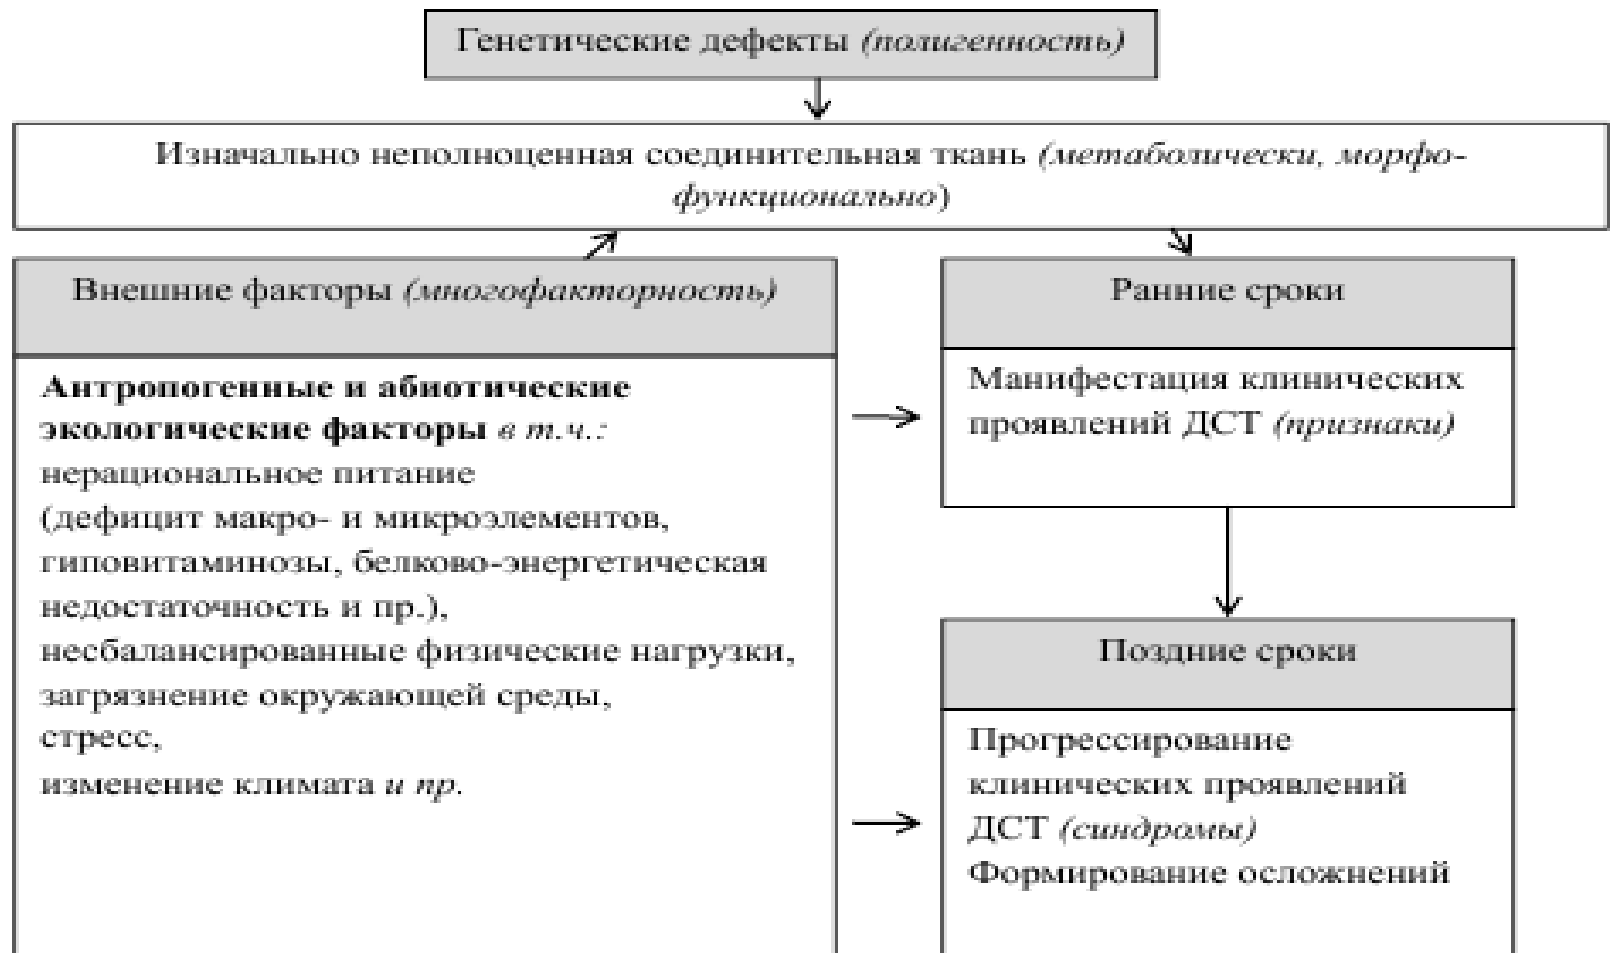 Генетические дефекты (полигенность)
Изначально неполноценная соединительная ткань (метаболически, морфо-
функционально)
Внешние факторы (многофакторность)
Антропогенные и абиотические
экологические факторы в т.ч.:
нерациональное питание
(дефицит макро- и микроэлементов,
гиповитаминозы, белково-энергетическая
недостаточность и пр.),
несбалансированные физические нагрузки,
загрязнение окружающей среды,
стресс,
изменение климата и пр.
Ранние сроки
Манифестация клинических
проявлений ДСТ (признаки)
Поздние сроки
Прогрессирование
клинических проявлений
ДСТ (синдромы)
Формирование осложнений